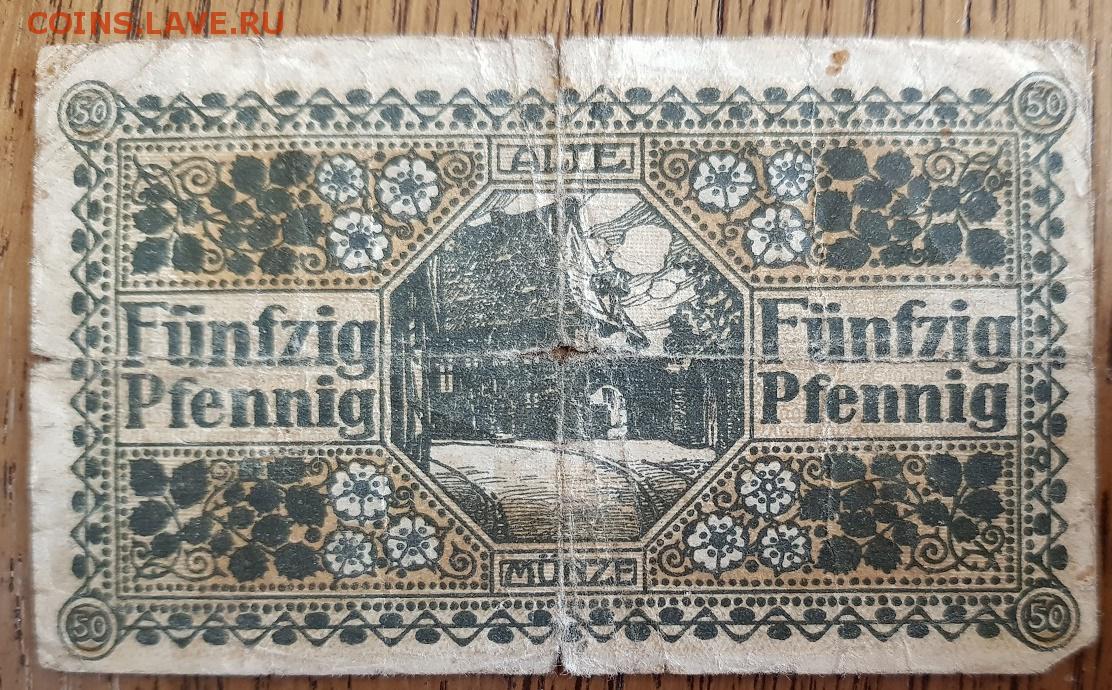 COINS.LAVE.RU
50 50
ALTE
Fünfzig Fünfzig
Pfennig Pfennig
MÜNZE
50 50